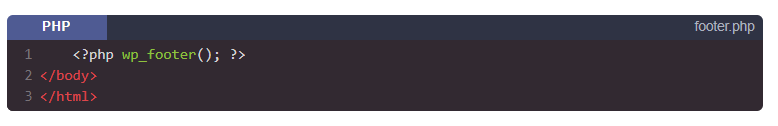 PHP footer.php
1     <?php wp_footer(); ?>
2 </body>
3 </html>